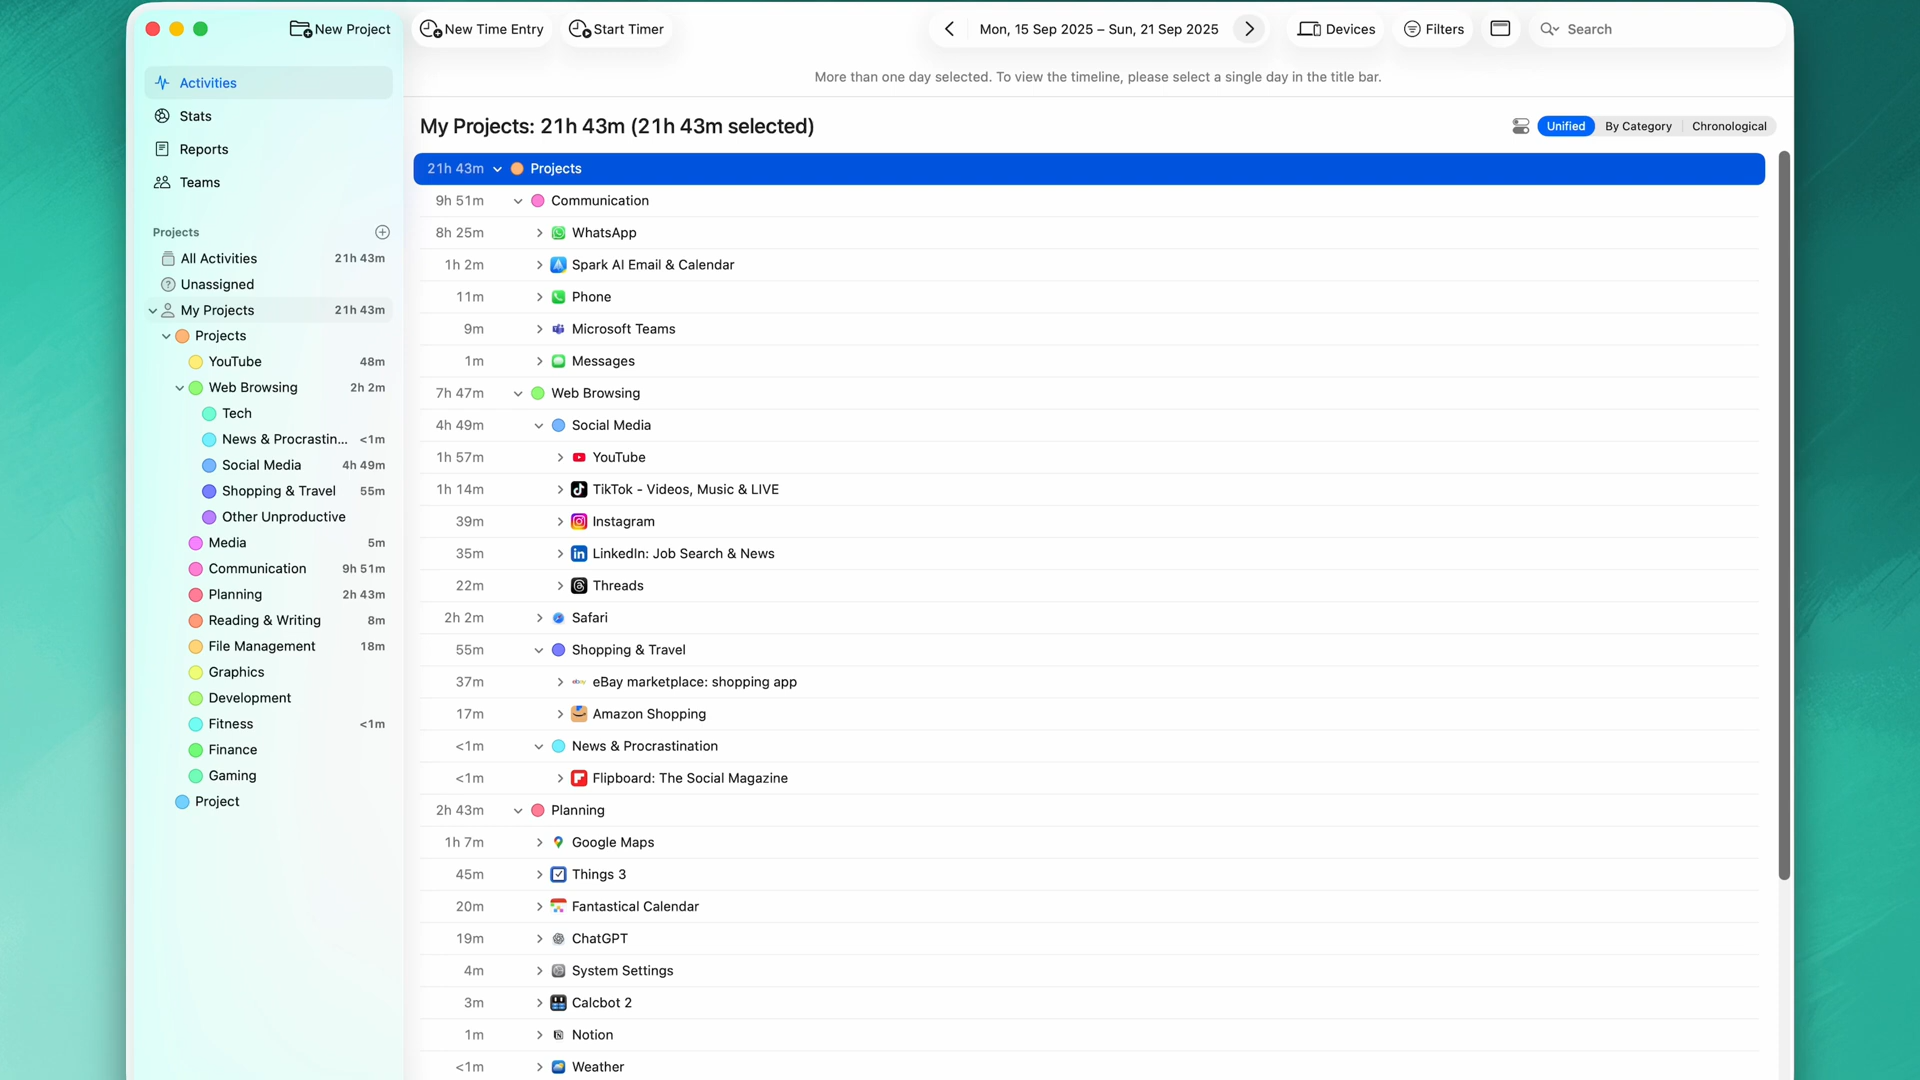 New Project
New Time Entry
Start Timer
Mon, 15 Sep 2025 – Sun, 21 Sep 2025
Devices
Filters
Search
More than one day selected. To view the timeline, please select a single day in the title bar.
Activities
Stats
Reports
Teams
Projects
All Activities 21h 43m
Unassigned
My Projects 21h 43m
Projects
YouTube 48m
Web Browsing 2h 2m
Tech
News & Procrastin... <1m
Social Media 4h 49m
Shopping & Travel 55m
Other Unproductive
Media 5m
Communication 9h 51m
Planning 2h 43m
Reading & Writing 8m
File Management 18m
Graphics
Development
Fitness <1m
Finance
Gaming
Project
My Projects: 21h 43m (21h 43m selected)
Unified By Category Chronological
21h 43m Projects
9h 51m Communication
8h 25m WhatsApp
1h 2m Spark AI Email & Calendar
11m Phone
9m Microsoft Teams
1m Messages
7h 47m Web Browsing
4h 49m Social Media
1h 57m YouTube
1h 14m TikTok - Videos, Music & LIVE
39m Instagram
35m LinkedIn: Job Search & News
22m Threads
2h 2m Safari
55m Shopping & Travel
37m eBay marketplace: shopping app
17m Amazon Shopping
<1m News & Procrastination
<1m Flipboard: The Social Magazine
2h 43m Planning
1h 7m Google Maps
45m Things 3
20m Fantastical Calendar
19m ChatGPT
4m System Settings
3m Calcbot 2
1m Notion
<1m Weather